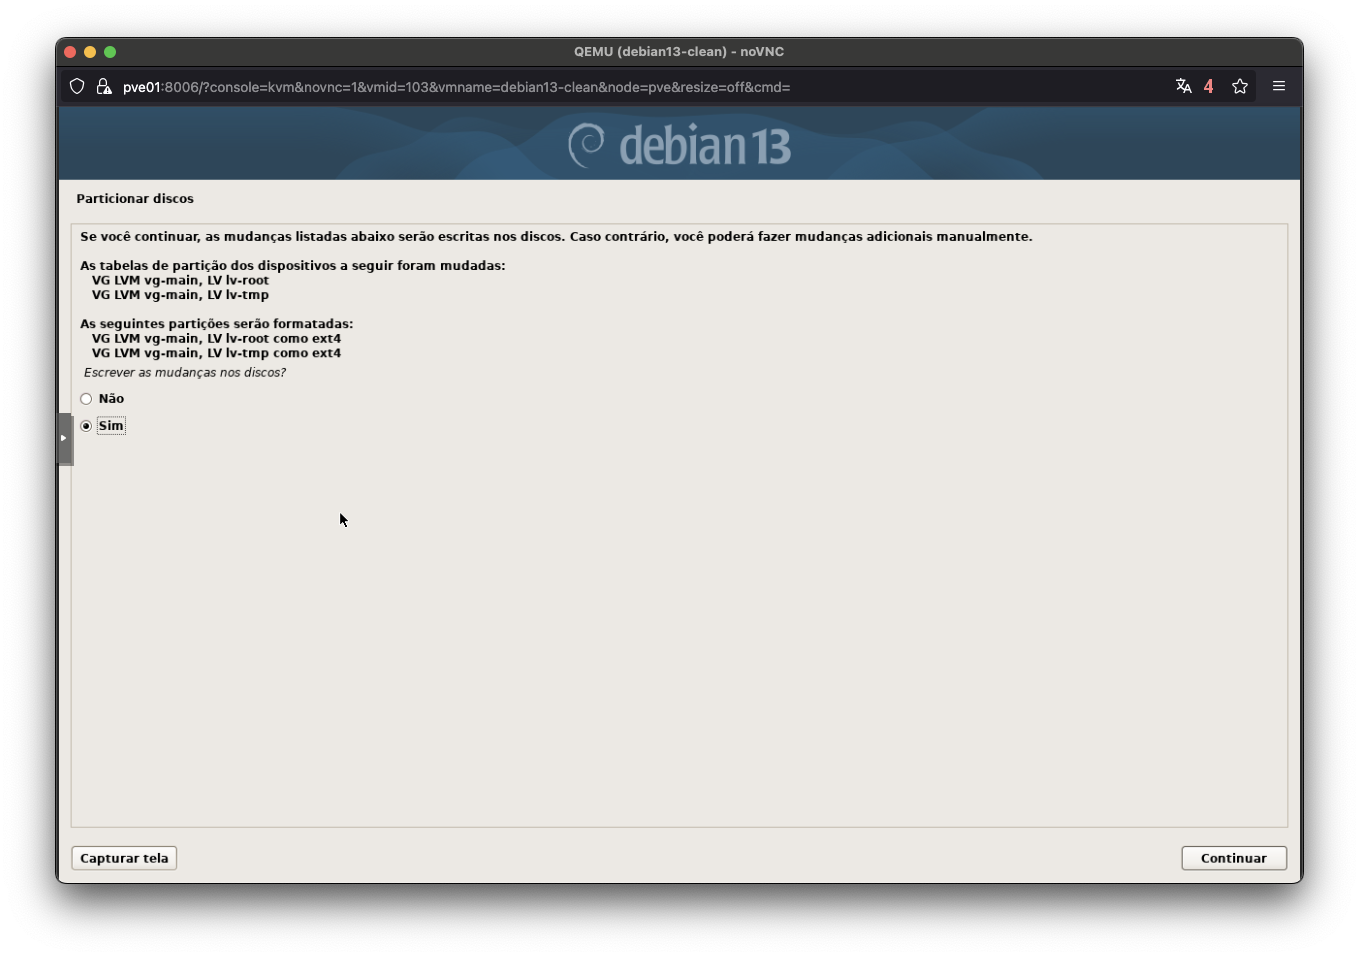 QEMU (debian13-clean) - noVNC
pve01:8006/?console=kvm&novnc=1&vmid=103&vmname=debian13-clean&node=pve&resize=off&cmd=
4
debian 13
Particionar discos
Se você continuar, as mudanças listadas abaixo serão escritas nos discos. Caso contrário, você poderá fazer mudanças adicionais manualmente.
As tabelas de partição dos dispositivos a seguir foram mudadas:
VG LVM vg-main, LV lv-root
VG LVM vg-main, LV lv-tmp
As seguintes partições serão formatadas:
VG LVM vg-main, LV lv-root como ext4
VG LVM vg-main, LV lv-tmp como ext4
Escrever as mudanças nos discos?
Não
Sim
Capturar tela
Continuar